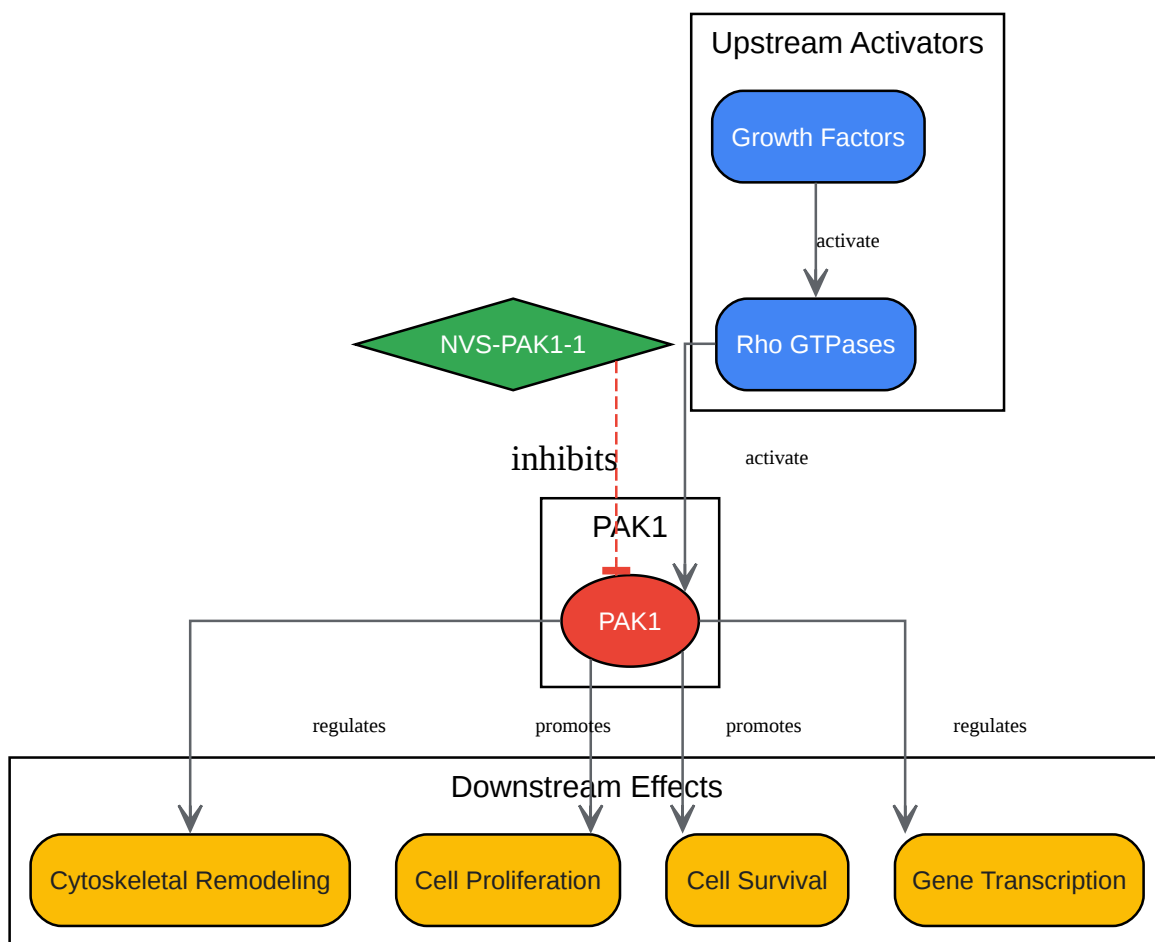 Upstream Activators
Growth Factors
activate
NVS-PAK1-1
Rho GTPases
inhibits
activate
PAK1
PAK1
regulates
promotes
promotes
regulates
Downstream Effects
Cytoskeletal Remodeling
Cell Proliferation
Cell Survival
Gene Transcription